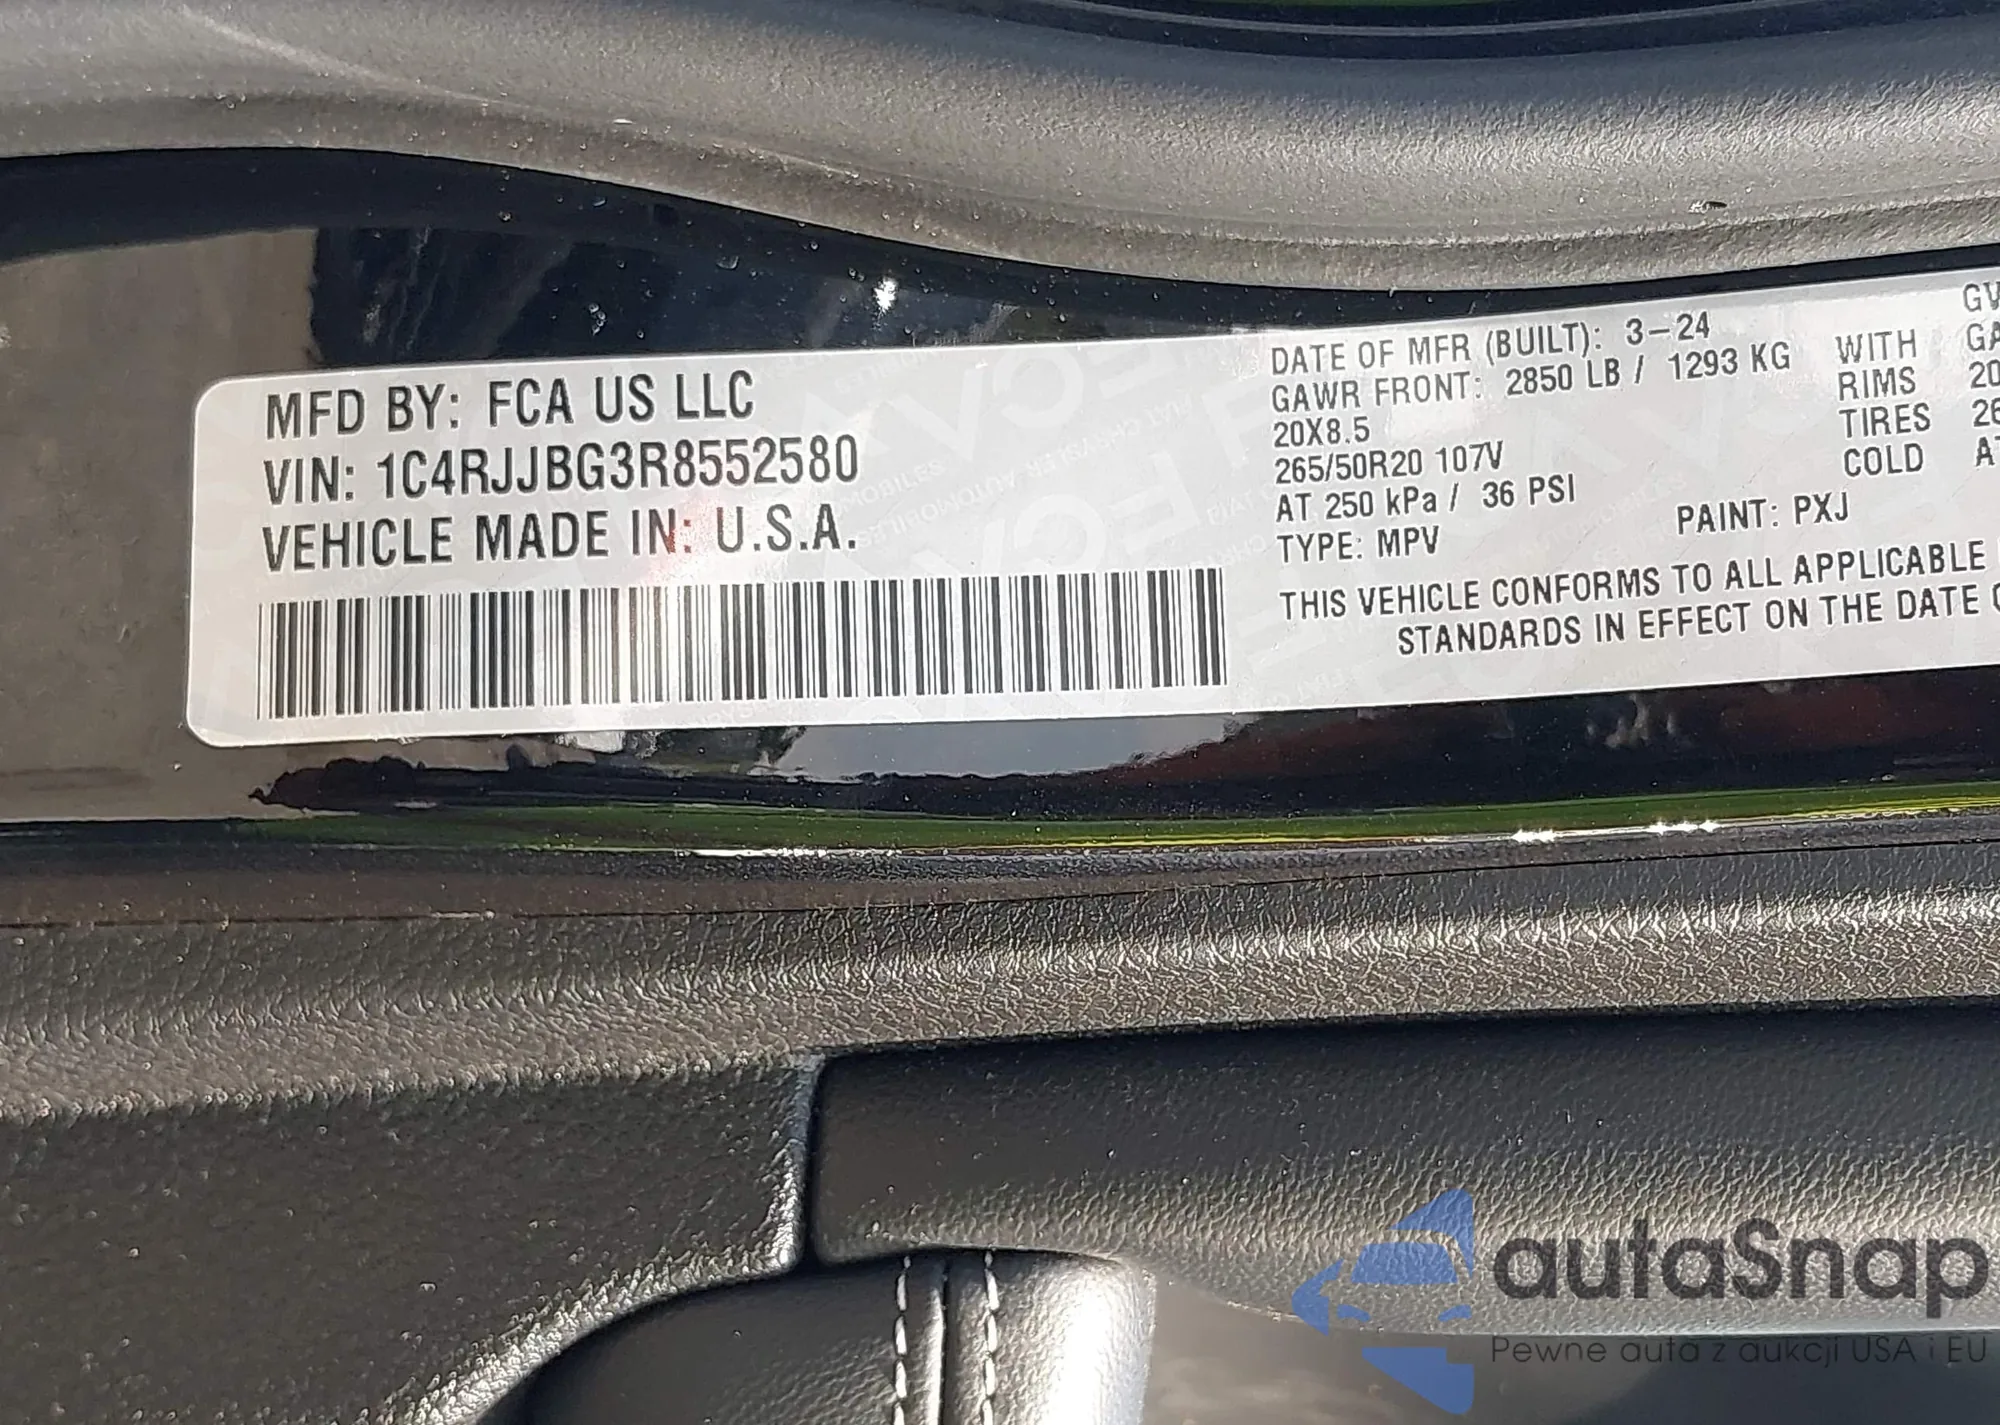 MFD BY: FCA US LLC
VIN: 1C4RJJBG3R8552580
VEHICLE MADE IN: U.S.A.
DATE OF MFR (BUILT): 3-24
GAWR FRONT: 2850 LB / 1293 KG WITH
20X8.5 RIMS
265/50R20 107V TIRES
AT 250 kPa / 36 PSI COLD
TYPE: MPV PAINT: PXJ
THIS VEHICLE CONFORMS TO ALL APPLICABLE
STANDARDS IN EFFECT ON THE DATE
autaSnap
Pewne auta z aukcji USA i EU